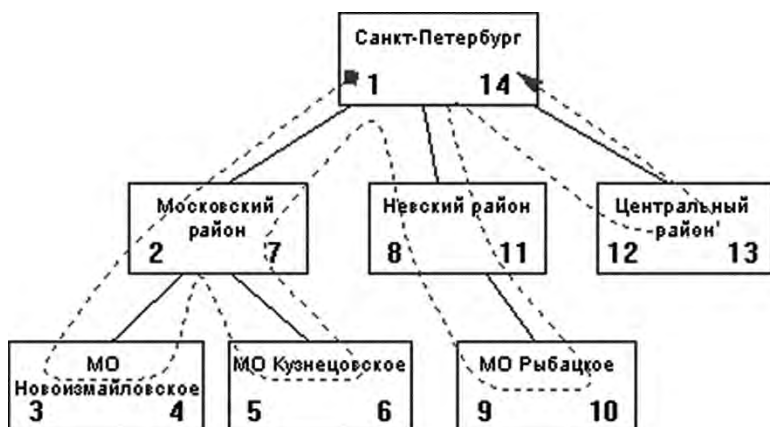 Санкт-Петербург
1 14
Московский
район
2 7
Невский район
8 11
Центральный
район
12 13
МО
Новоизмайловское
3 4
МО Кузнецовское
5 6
МО Рыбацкое
9 10